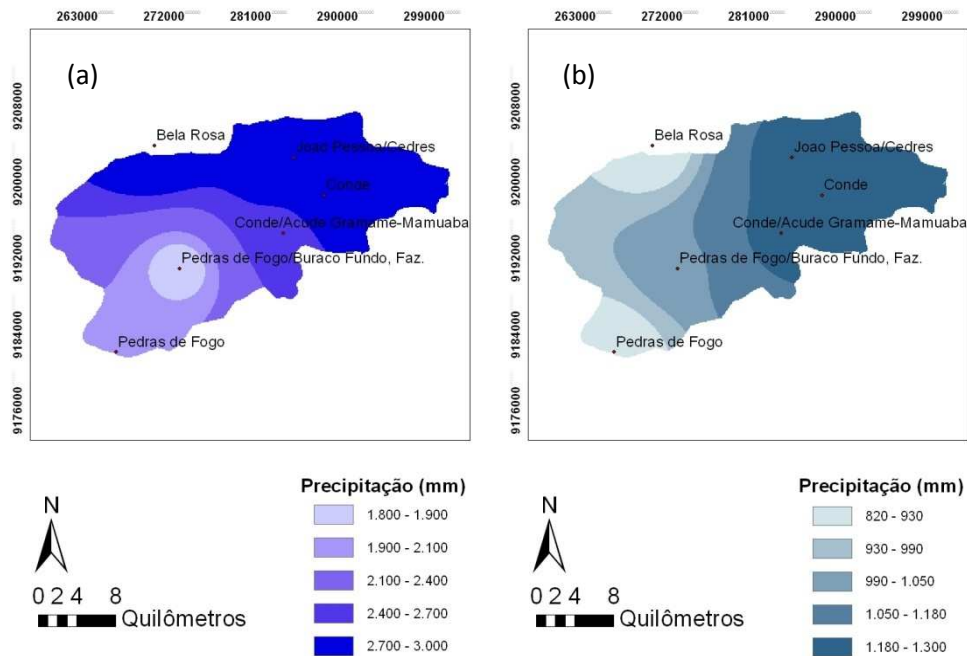 263000 272000 281000 290000 299000
(a)
9208000
9200000
9192000
9184000
9176000
Bela Rosa
Joao Pessoa/Cedres
Conde
Conde/Acude Gramame-Mamuaba
Pedras de Fogo/Buraco Fundo, Faz.
Pedras de Fogo
N
0 2 4 8
Quilômetros
Precipitação (mm)
1.800 - 1.900
1.900 - 2.100
2.100 - 2.400
2.400 - 2.700
2.700 - 3.000
263000 272000 281000 290000 299000
(b)
9208000
9200000
9192000
9184000
9176000
Bela Rosa
Joao Pessoa/Cedres
Conde
Conde/Acude Gramame-Mamuaba
Pedras de Fogo/Buraco Fundo, Faz.
Pedras de Fogo
N
0 2 4 8
Quilômetros
Precipitação (mm)
820 - 930
930 - 990
990 - 1.050
1.050 - 1.180
1.180 - 1.300